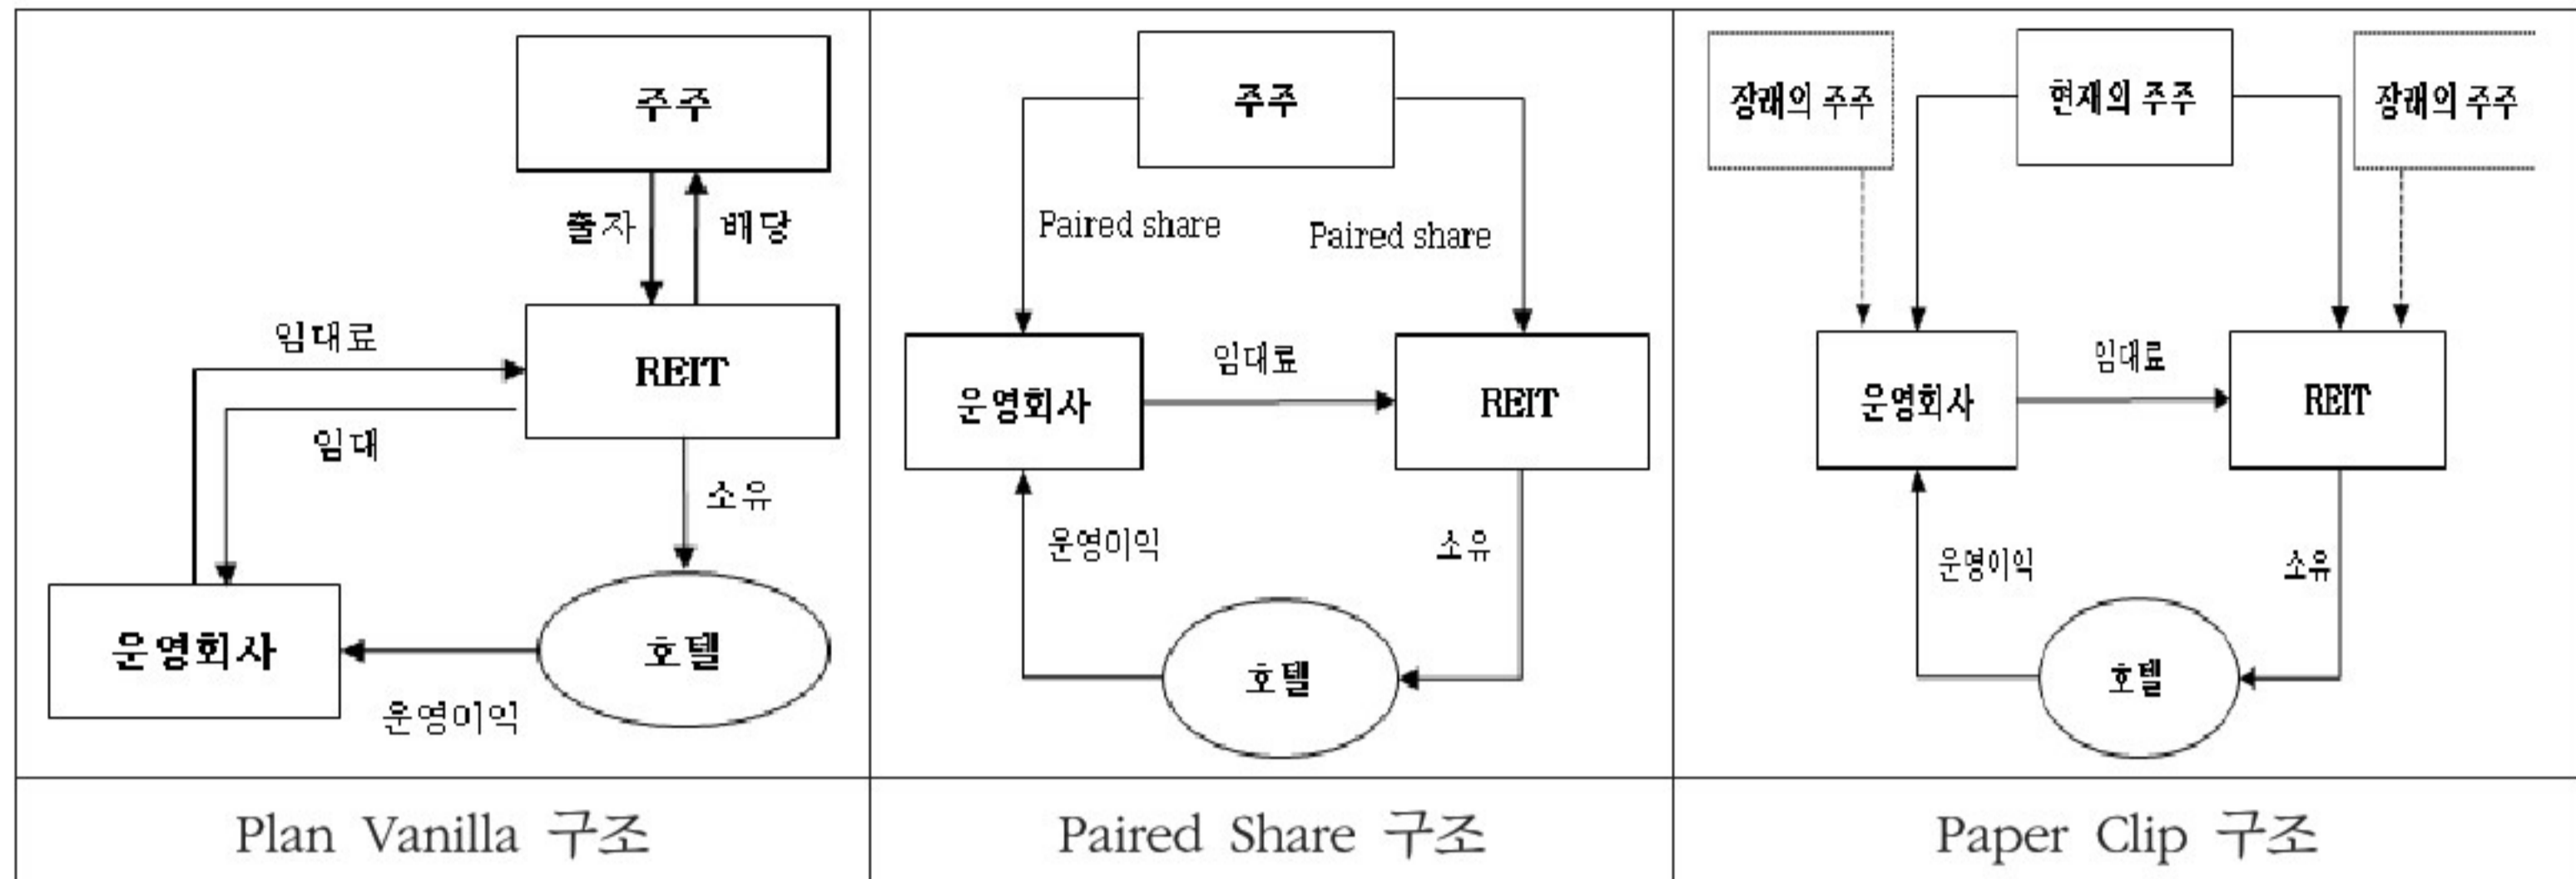 주주
출자
배당
임대료
REIT
임대
소유
운영회사
호텔
운영이익
Plan Vanilla 구조
주주
Paired share
Paired share
운영회사
임대료
REIT
운영이익
소유
호텔
Paired Share 구조
장래의 주주
현재의 주주
장래의 주주
운영회사
임대료
REIT
운영이익
소유
호텔
Paper Clip 구조